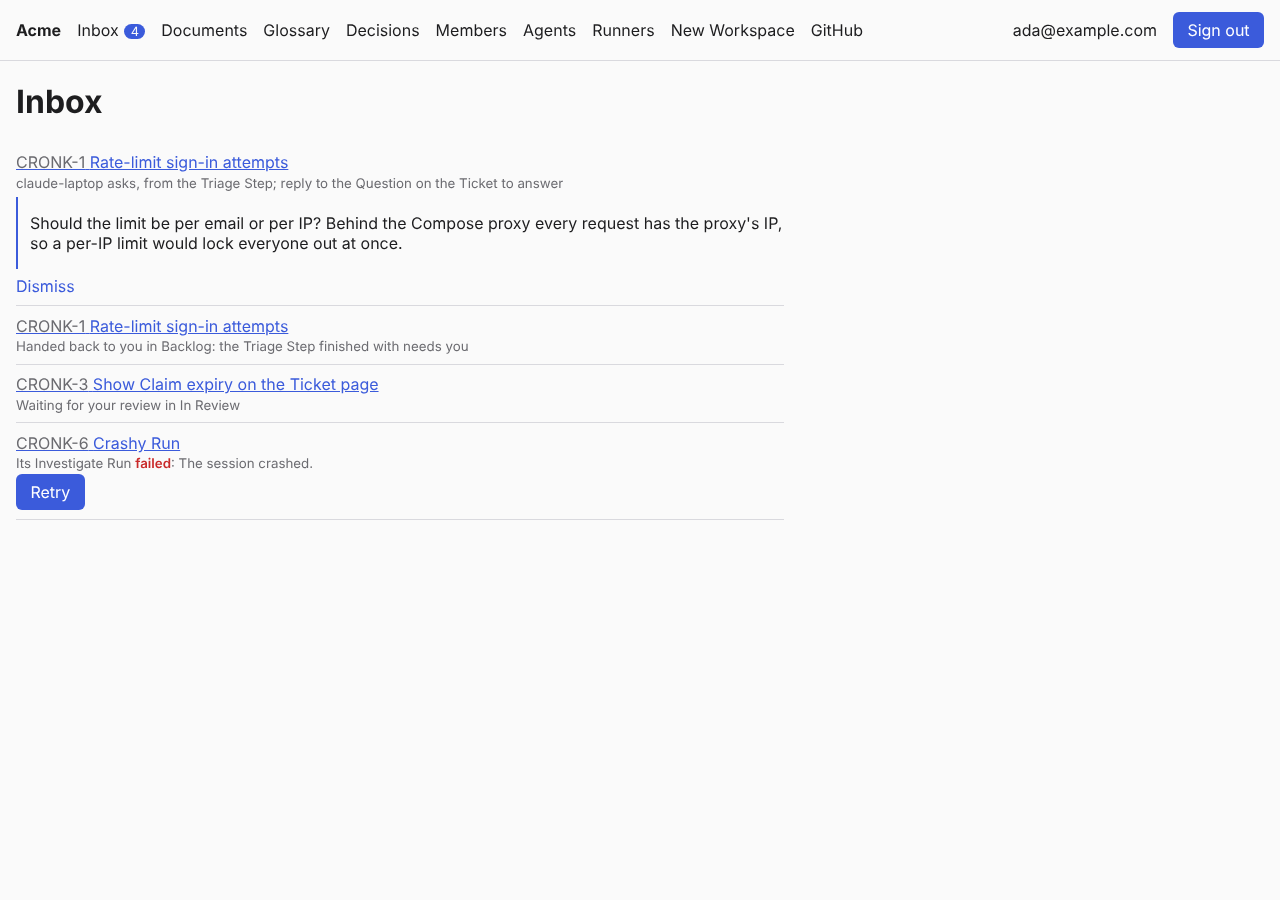 Acme Inbox 4 Documents Glossary Decisions Members Agents Runners New Workspace GitHub ada@example.com Sign out
Inbox
CRONK-1 Rate-limit sign-in attempts
claude-laptop asks, from the Triage Step; reply to the Question on the Ticket to answer
Should the limit be per email or per IP? Behind the Compose proxy every request has the proxy's IP,
so a per-IP limit would lock everyone out at once.
Dismiss
CRONK-1 Rate-limit sign-in attempts
Handed back to you in Backlog: the Triage Step finished with needs you
CRONK-3 Show Claim expiry on the Ticket page
Waiting for your review in In Review
CRONK-6 Crashy Run
Its Investigate Run failed: The session crashed.
Retry